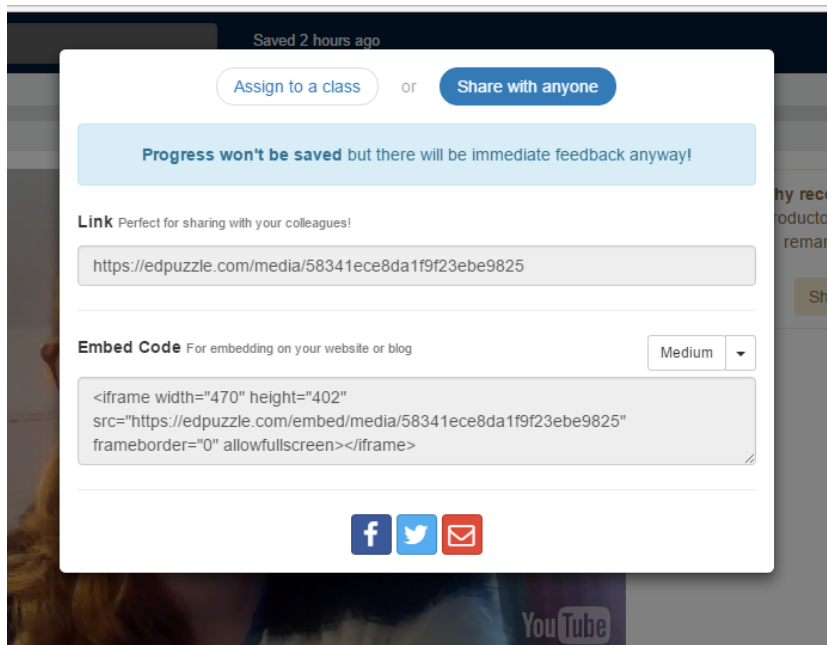 Saved 2 hours ago
Assign to a class or Share with anyone
Progress won't be saved but there will be immediate feedback anyway!
Link Perfect for sharing with your colleagues!
https://edpuzzle.com/media/58341ece8da1f9f23ebe9825
Embed Code For embedding on your website or blog
Medium
<iframe width="470" height="402"
src="https://edpuzzle.com/embed/media/58341ece8da1f9f23ebe9825"
frameborder="0" allowfullscreen></iframe>
YouTube